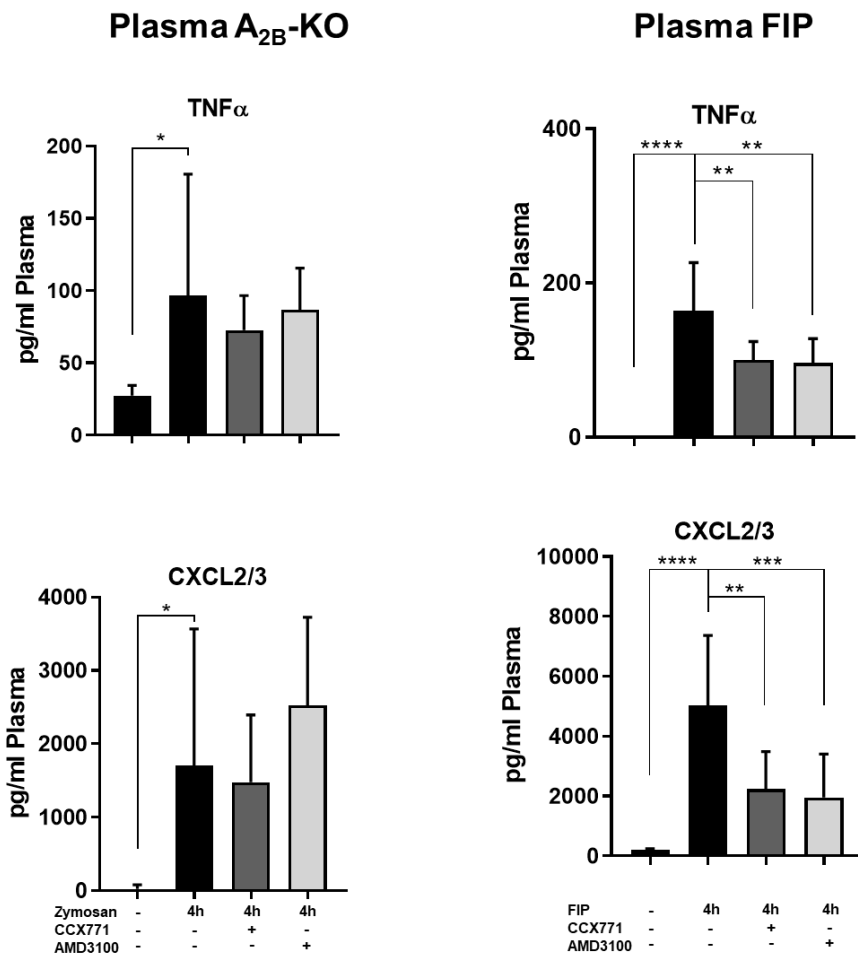 Plasma A2B-KO
Plasma FIP
TNFα
*
200
150
100
50
0
pg/ml Plasma
TNFα
**** **
**
400
200
0
pg/ml Plasma
CXCL2/3
*
4000
3000
2000
1000
0
pg/ml Plasma
Zymosan - 4h 4h 4h
CCX771 - - + -
AMD3100 - - - +
CXCL2/3
**** ***
**
10000
8000
6000
4000
2000
0
pg/ml Plasma
FIP - 4h 4h 4h
CCX771 - - + -
AMD3100 - - - +